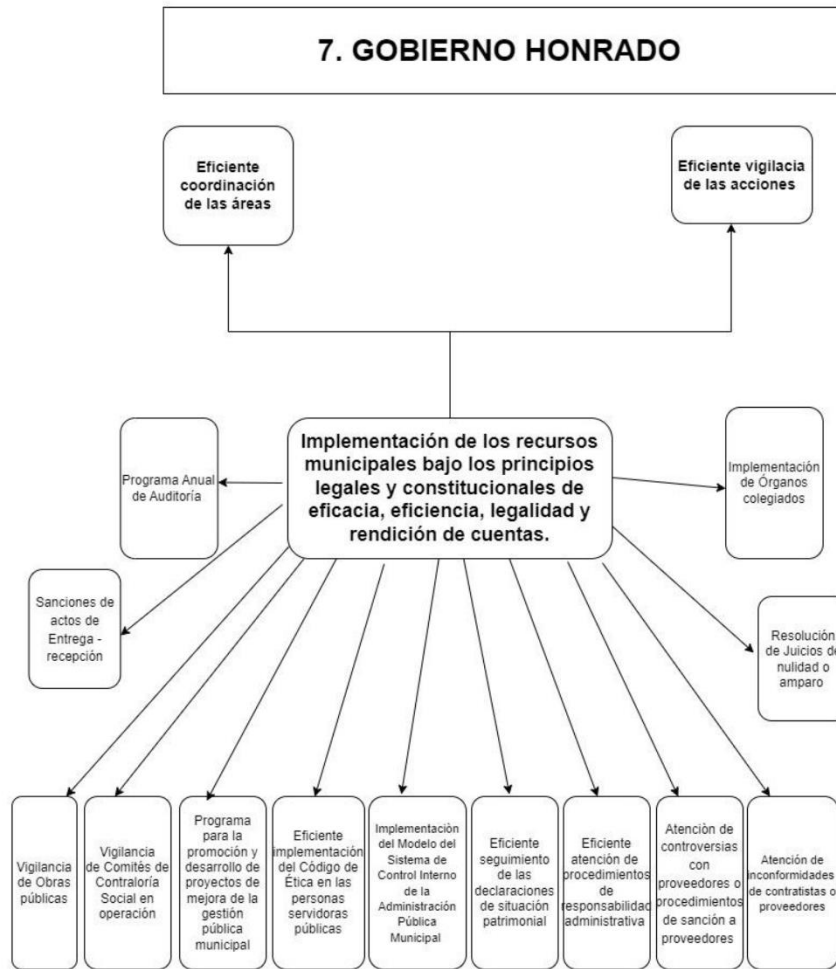 7. GOBIERNO HONRADO
Eficiente
coordinación
de las áreas
Eficiente vigilacia
de las acciones
Implementación de los recursos
municipales bajo los principios
legales y constitucionales de
eficacia, eficiencia, legalidad y
rendición de cuentas.
Programa Anual
de Auditoría
Implementación
de Órganos
colegiados
Sanciones de
actos de
Entrega -
recepción
Resolución
de Juicios de
nulidad o
amparo
Vigilancia
de Obras
públicas
Vigilancia
de Comitès de
Contraloría
Social en
operación
Programa
para la
promoción y
desarrollo de
proyectos de
mejora de la
gestión
pública
municipal
Eficiente
implementación
del Código de
Ética en las
personas
servidoras
públicas
Implementaciòn
del Modelo del
Sistema de
Control Interno
de la
Administración
Pública
Municipal
Eficiente
seguimiento
de las
declaraciones
de situación
patrimonial
Eficiente
atención de
procedimientos
de
responsabilidad
administrativa
Atenciòn de
controversias
con
proveedores o
procedimientos
de sanción a
proveedores
Atención de
inconformidades
de contratistas o
proveedores